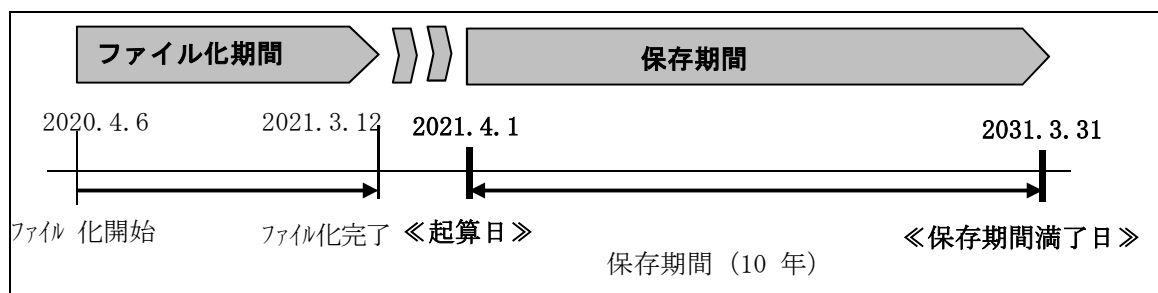 ファイル化期間 保存期間
2020.4.6 2021.3.12 2021.4.1 2031.3.31
ファイル 化開始 ファイル化完了 ≪起算日≫ ≪保存期間満了日≫
保存期間 (10 年)